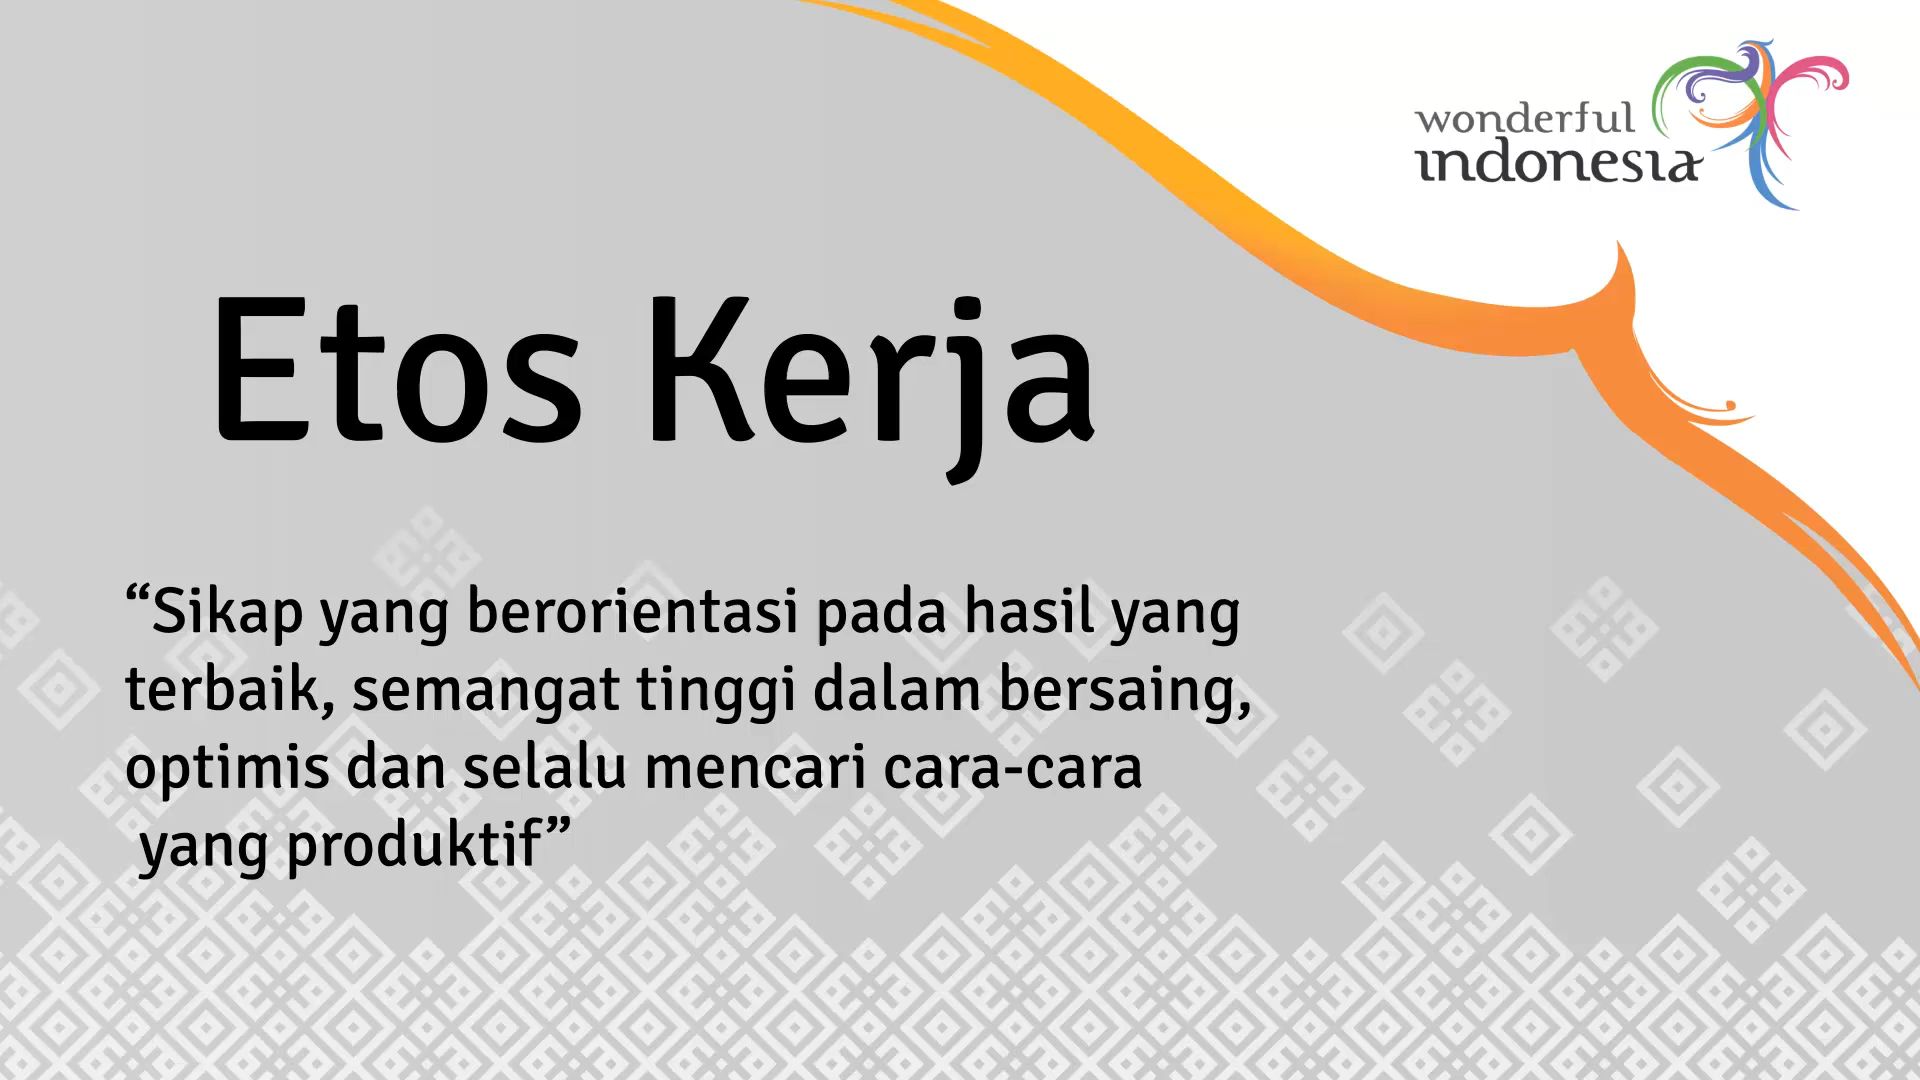 wonderful
indonesia
Etos Kerja
“Sikap yang berorientasi pada hasil yang
terbaik, semangat tinggi dalam bersaing,
optimis dan selalu mencari cara-cara
yang produktif”